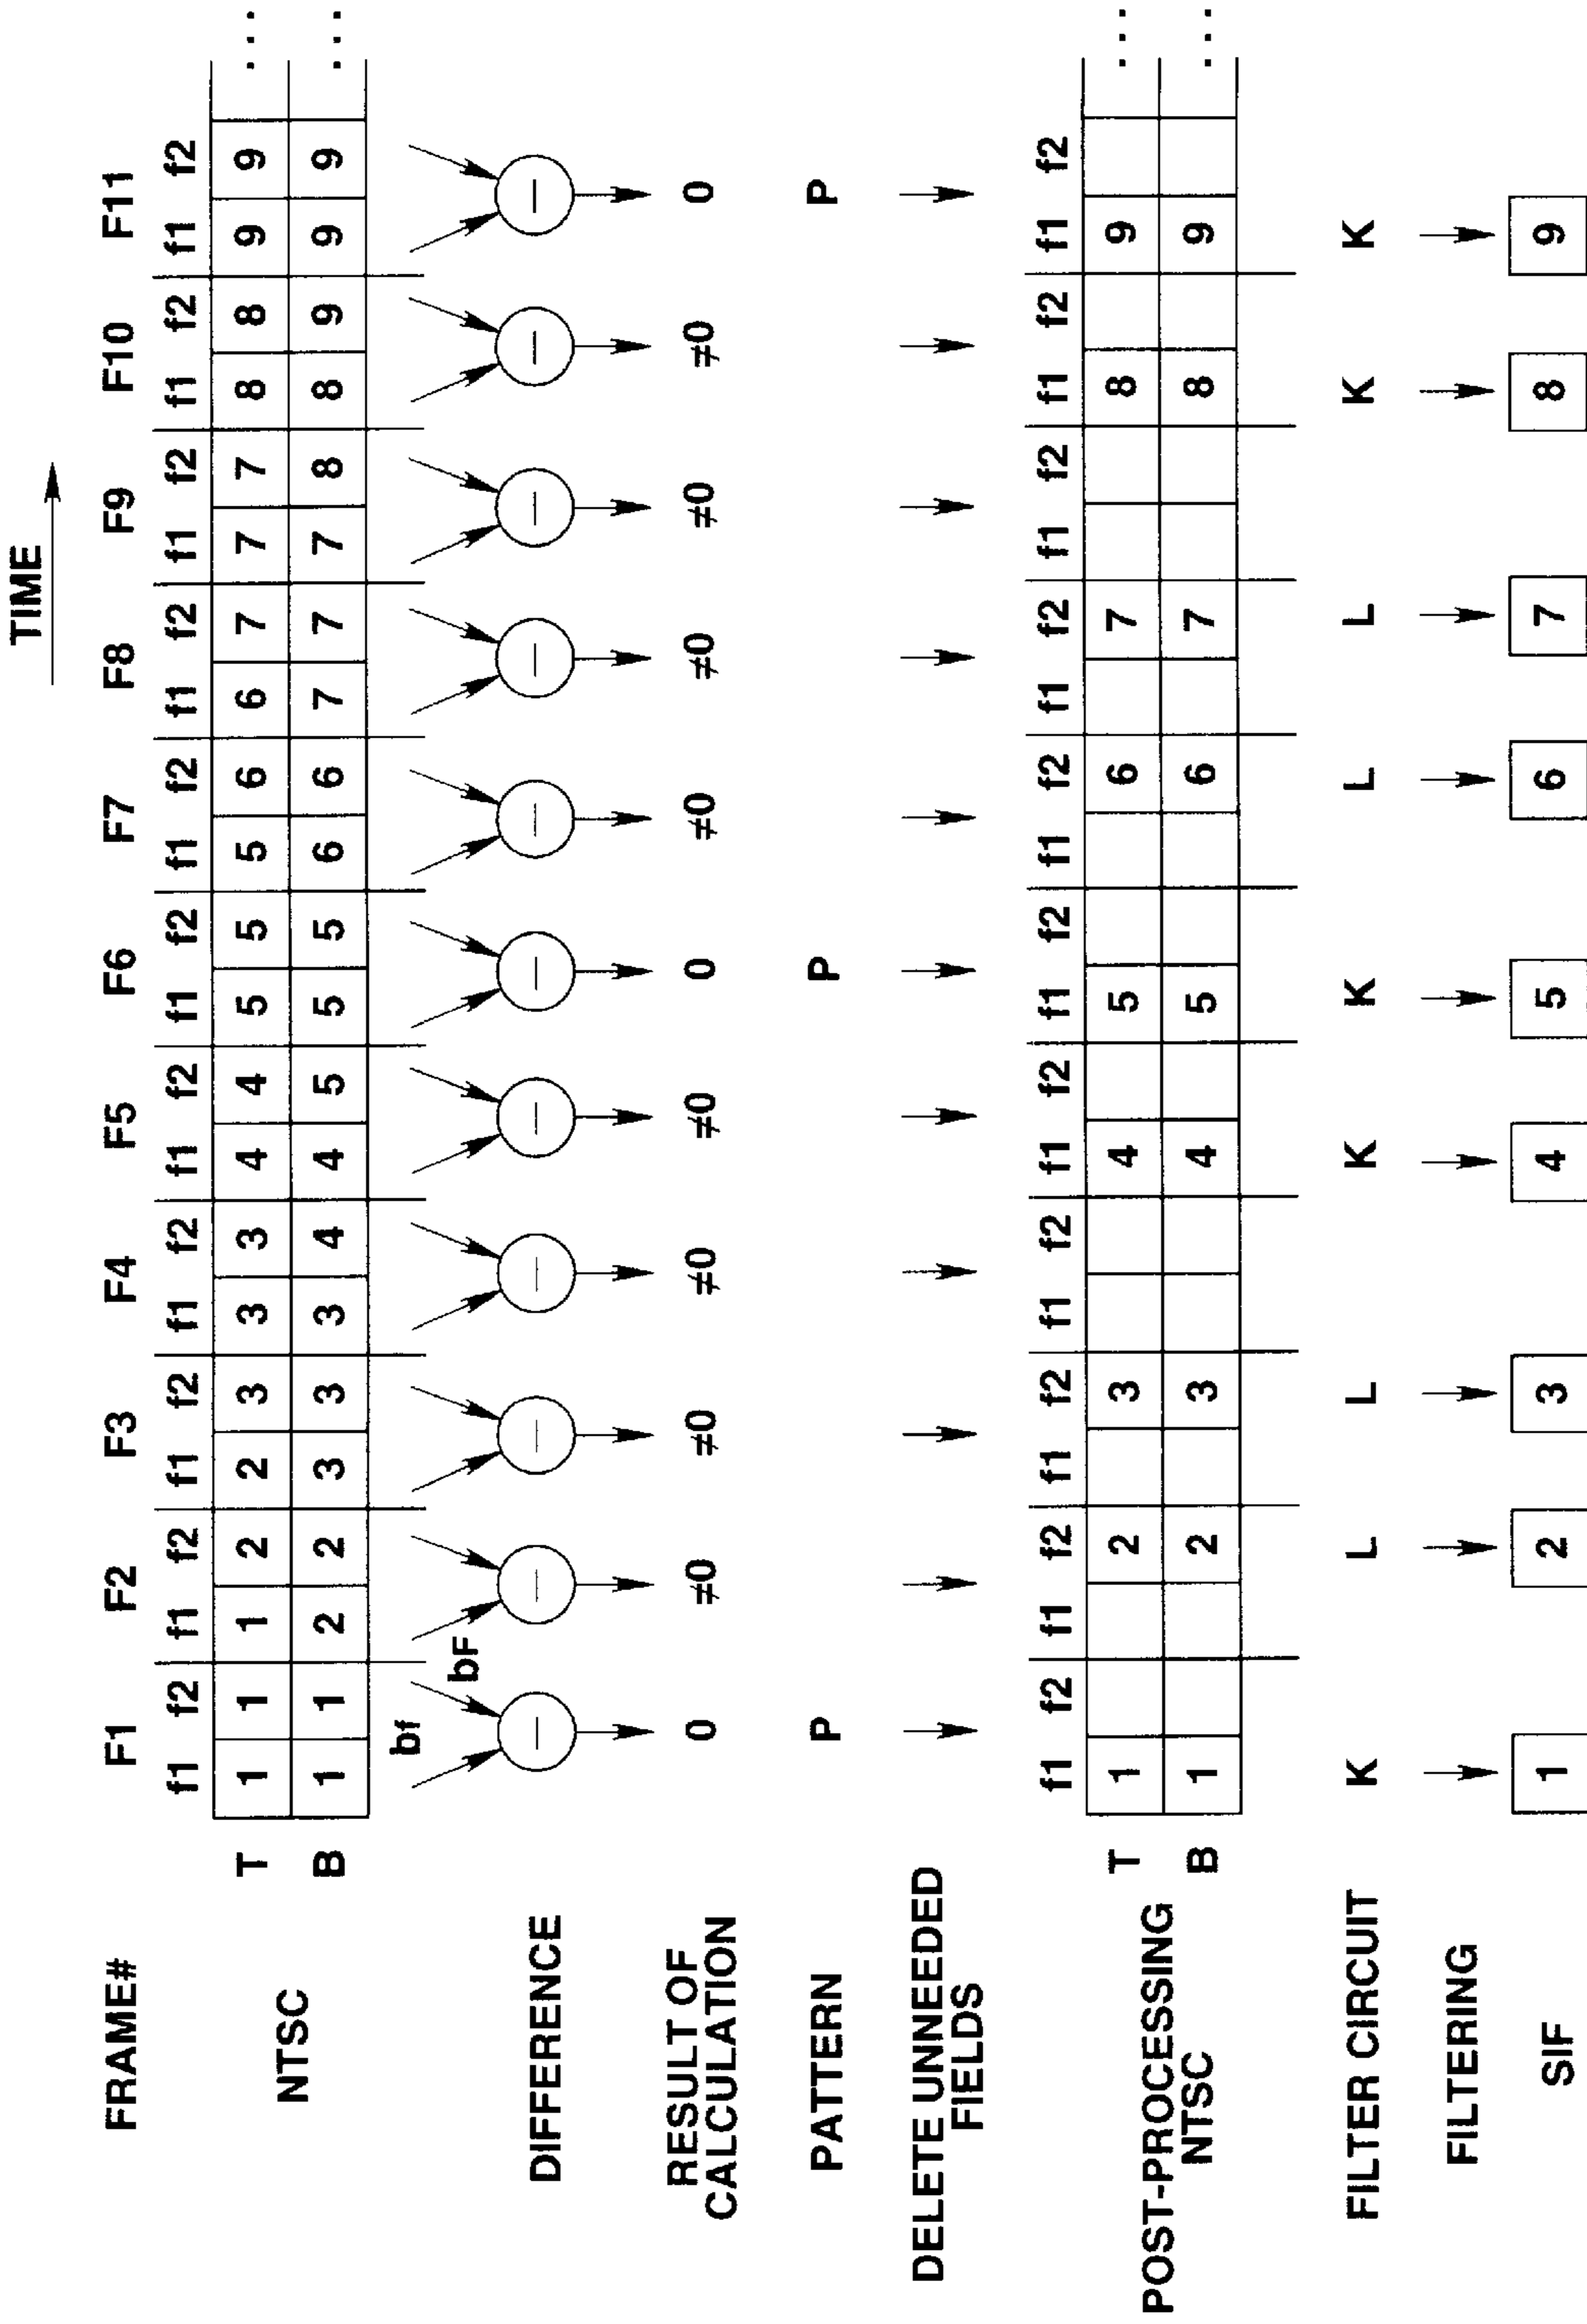 TIME
FRAME# F1 F2 F3 F4 F5 F6 F7 F8 F9 F10 F11
f1 f2 f1 f2 f1 f2 f1 f2 f1 f2 f1 f2 f1 f2 f1 f2 f1 f2 f1 f2 f1 f2
NTSC
T 1 1 1 2 2 3 3 3 4 4 5 5 5 6 6 7 7 7 8 8 9 9 ...
B 1 1 2 2 3 3 3 4 4 5 5 5 6 6 7 7 7 8 8 9 9 9 ...
bf bF
DIFFERENCE − − − − − − − − − − −
RESULT OF
CALCULATION
0 ≠0 ≠0 ≠0 ≠0 0 ≠0 ≠0 ≠0 ≠0 0
PATTERN P P P
DELETE UNNEEDED
FIELDS
f1 f2 f1 f2 f1 f2 f1 f2 f1 f2 f1 f2 f1 f2 f1 f2 f1 f2 f1 f2 f1 f2
POST-PROCESSING
NTSC
T 1 2 3 4 5 6 7 8 9 ...
B 1 2 3 4 5 6 7 8 9 ...
FILTER CIRCUIT K L L K K L L K K
FILTERING
SIF 1 2 3 4 5 6 7 8 9